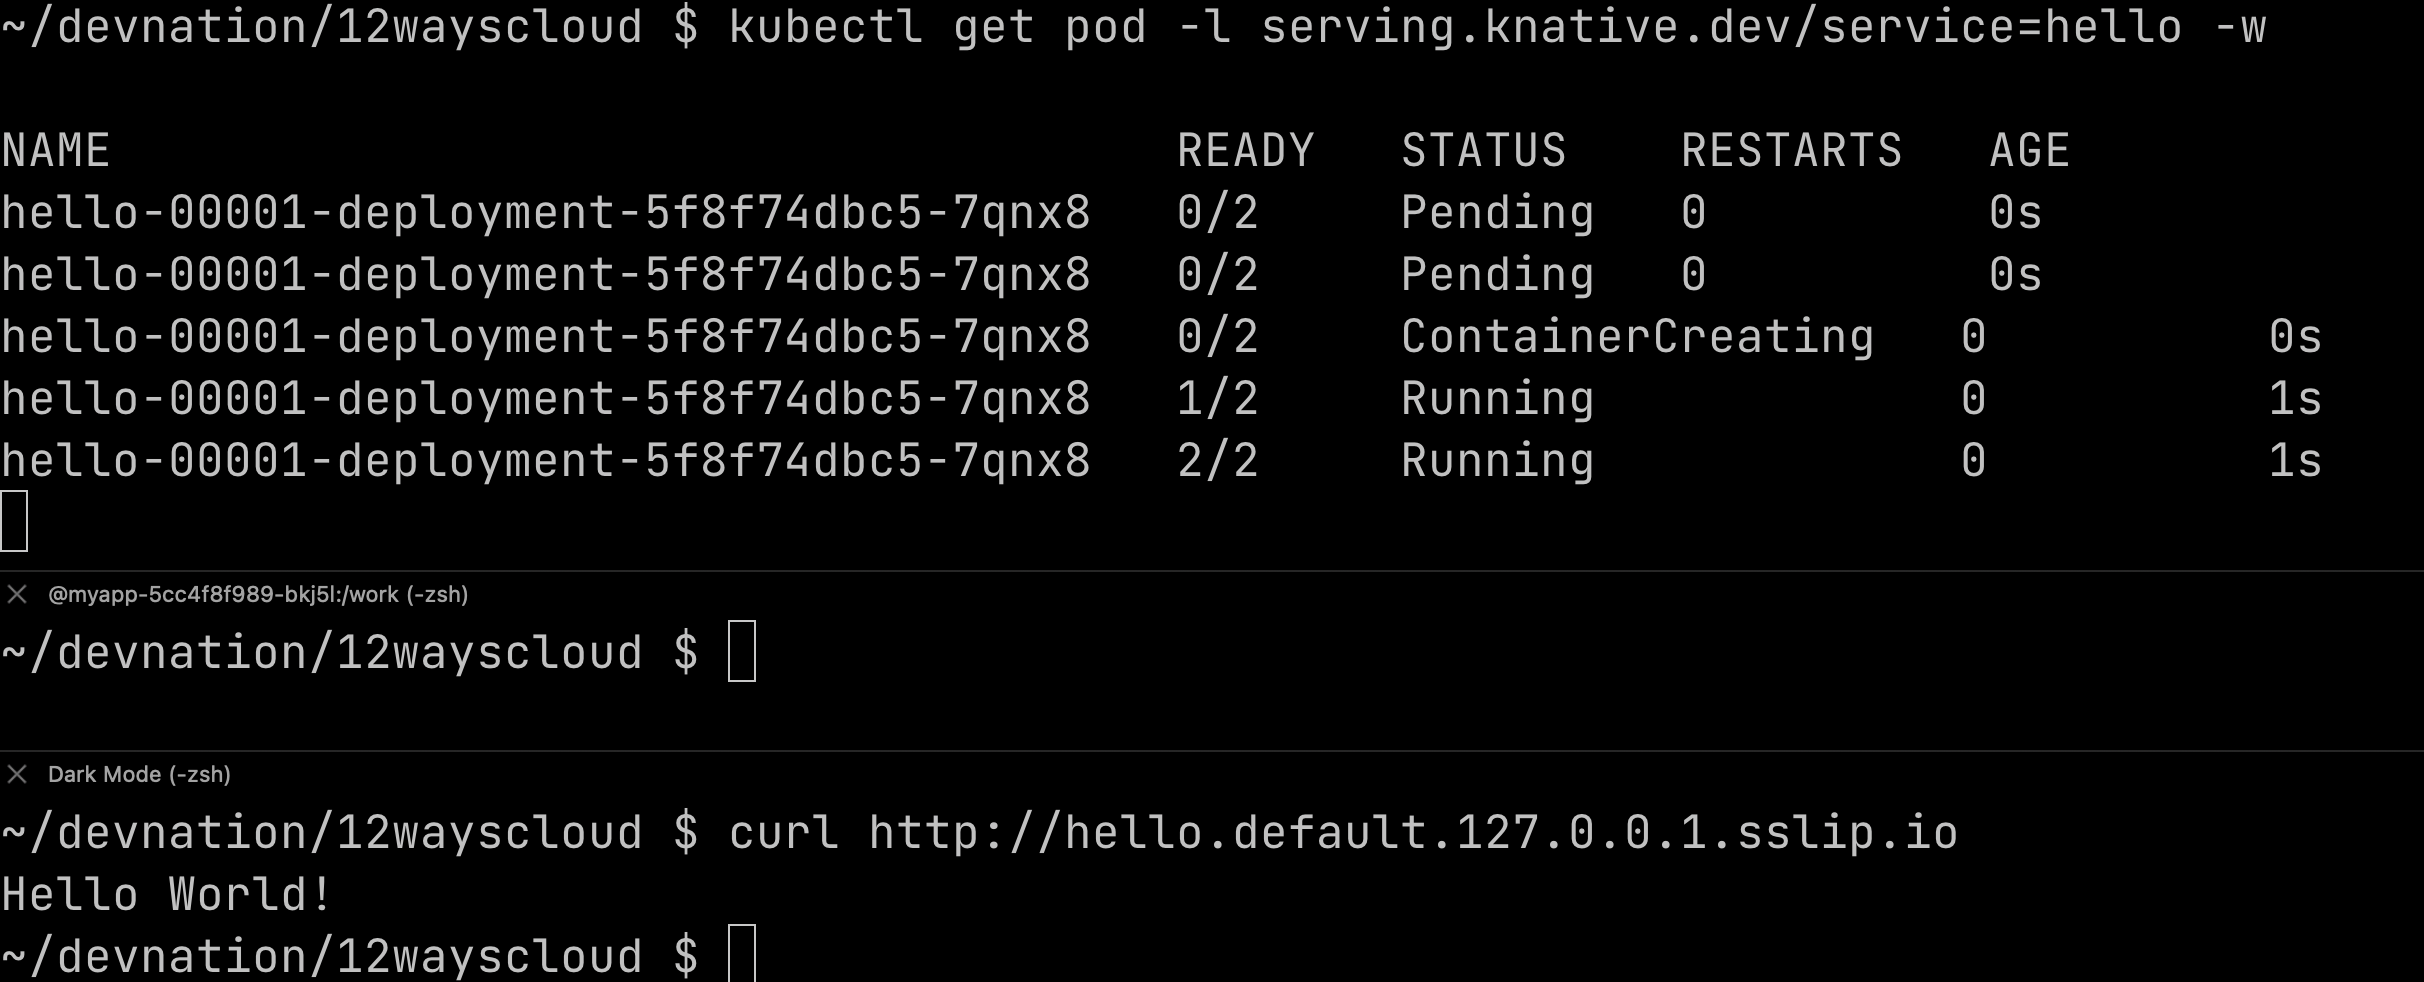 ~/devnation/12wayscloud $ kubectl get pod -l serving.knative.dev/service=hello -w
NAME READY STATUS RESTARTS AGE
hello-00001-deployment-5f8f74dbc5-7qnx8 0/2 Pending 0 0s
hello-00001-deployment-5f8f74dbc5-7qnx8 0/2 Pending 0 0s
hello-00001-deployment-5f8f74dbc5-7qnx8 0/2 ContainerCreating 0 0s
hello-00001-deployment-5f8f74dbc5-7qnx8 1/2 Running 0 1s
hello-00001-deployment-5f8f74dbc5-7qnx8 2/2 Running 0 1s
@myapp-5cc4f8f989-bkj5l:/work (-zsh)
~/devnation/12wayscloud $
Dark Mode (-zsh)
~/devnation/12wayscloud $ curl http://hello.default.127.0.0.1.sslip.io
Hello World!
~/devnation/12wayscloud $